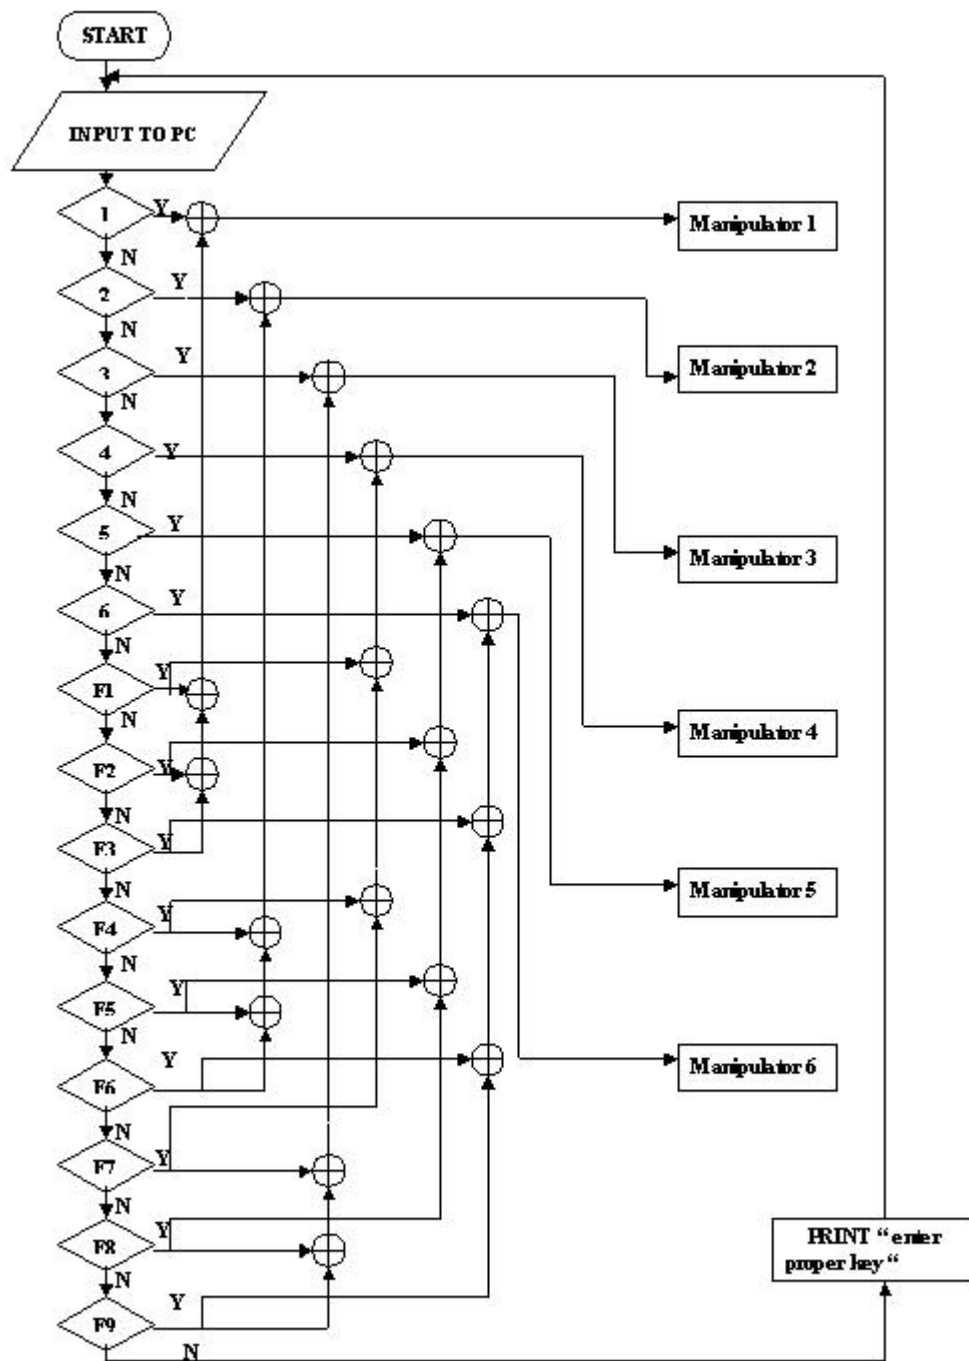 START
INPUT TO PC
1
Y
Manipulator 1
N
2
Y
N
3
Y
Manipulator 2
N
4
Y
N
5
Y
Manipulator 3
N
6
Y
N
F1
Y
N
Manipulator 4
F2
Y
N
F3
Y
N
Manipulator 5
F4
Y
N
F5
Y
N
F6
Y
Manipulator 6
N
F7
Y
N
F8
Y
PRINT “ enter
proper key “
N
F9
Y
N